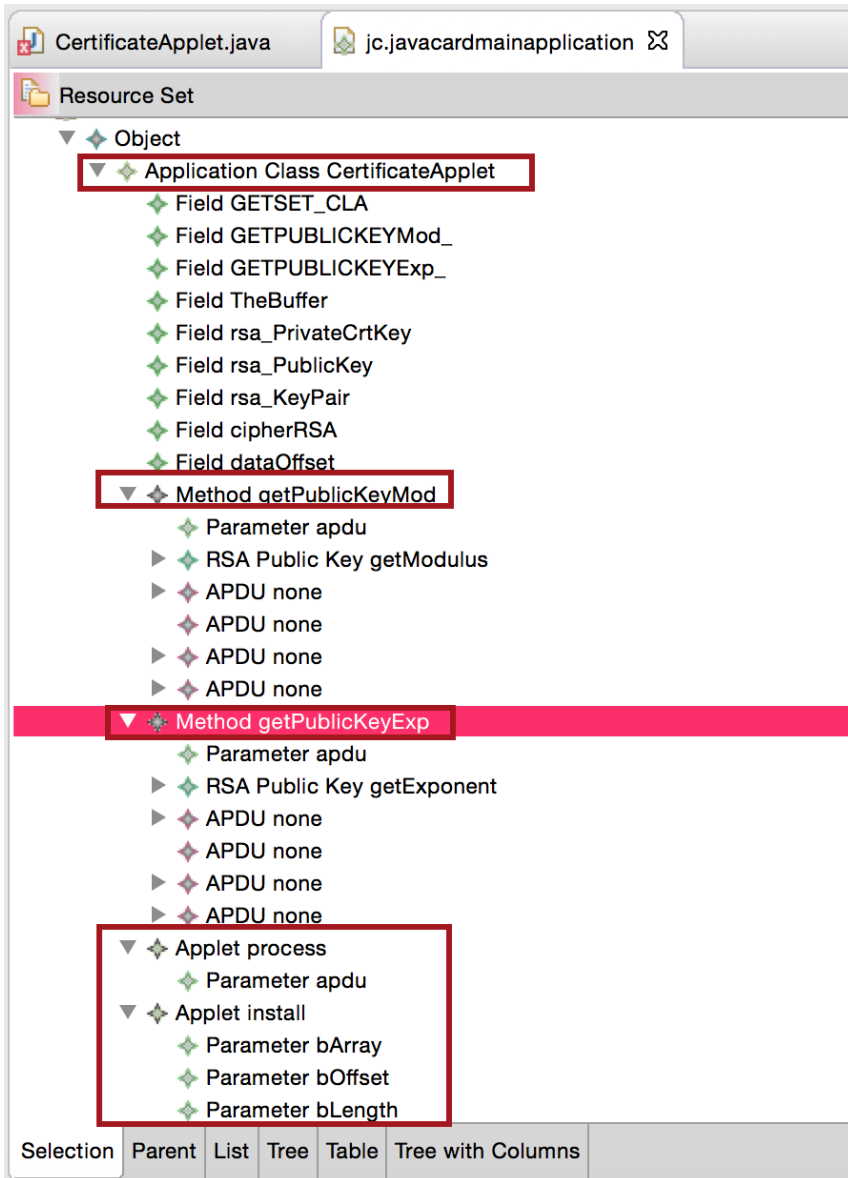 CertificateApplet.java
jc.javacardmainapplication
Resource Set
Object
Application Class CertificateApplet
Field GETSET_CLA
Field GETPUBLICKEYMod_
Field GETPUBLICKEYExp_
Field TheBuffer
Field rsa_PrivateCrtKey
Field rsa_PublicKey
Field rsa_KeyPair
Field cipherRSA
Field dataOffset
Method getPublicKeyMod
Parameter apdu
RSA Public Key getModulus
APDU none
APDU none
APDU none
APDU none
Method getPublicKeyExp
Parameter apdu
RSA Public Key getExponent
APDU none
APDU none
APDU none
APDU none
Applet process
Parameter apdu
Applet install
Parameter bArray
Parameter bOffset
Parameter bLength
Selection Parent List Tree Table Tree with Columns